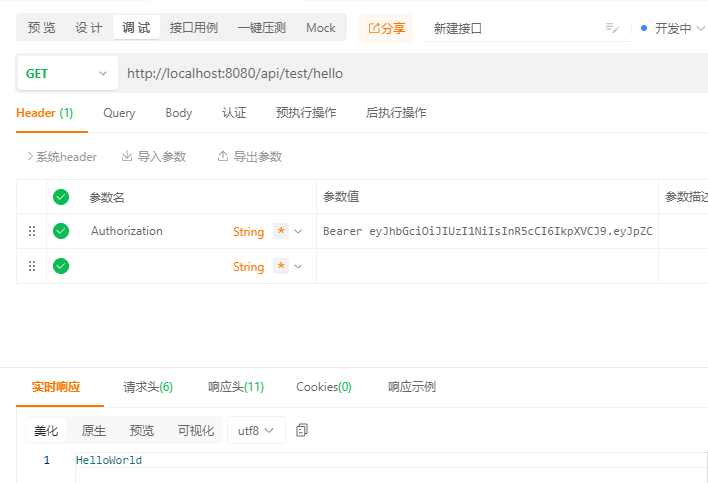 预 览 设 计 调 试 接口用例 一键压测 Mock 分享 新建接口 开发中
GET http://localhost:8080/api/test/hello
Header (1) Query Body 认证 预执行操作 后执行操作
系统header 导入参数 导出参数
参数名 参数值 参数描述
Authorization String * Bearer eyJhbGciOiJIUzI1NiIsInR5cCI6IkpXVCJ9.eyJpZC
String *
实时响应 请求头(6) 响应头(11) Cookies(0) 响应示例
美化 原生 预览 可视化 utf8
1 HelloWorld